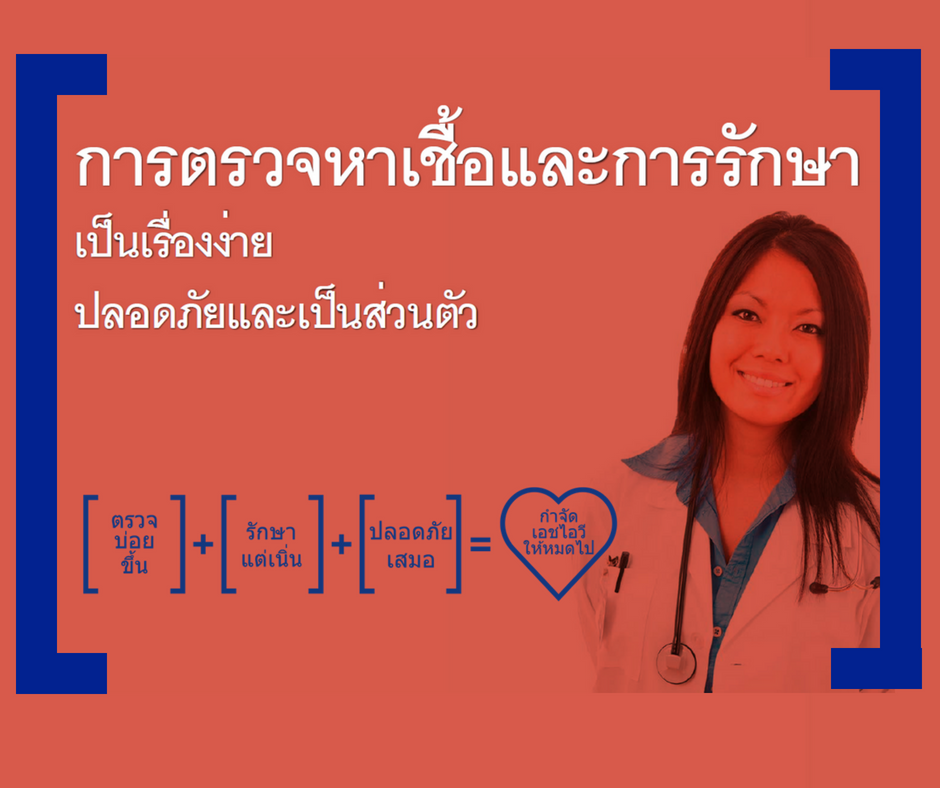 การตรวจหาเชื้อและการรักษา
เป็นเรื่องง่าย
ปลอดภัยและเป็นส่วนตัว
ตรวจ
บ่อย
ขึ้น
+
รักษา
แต่เนิ่น
+
ปลอดภัย
เสมอ
=
กำจัด
เอชไอวี
ให้หมดไป